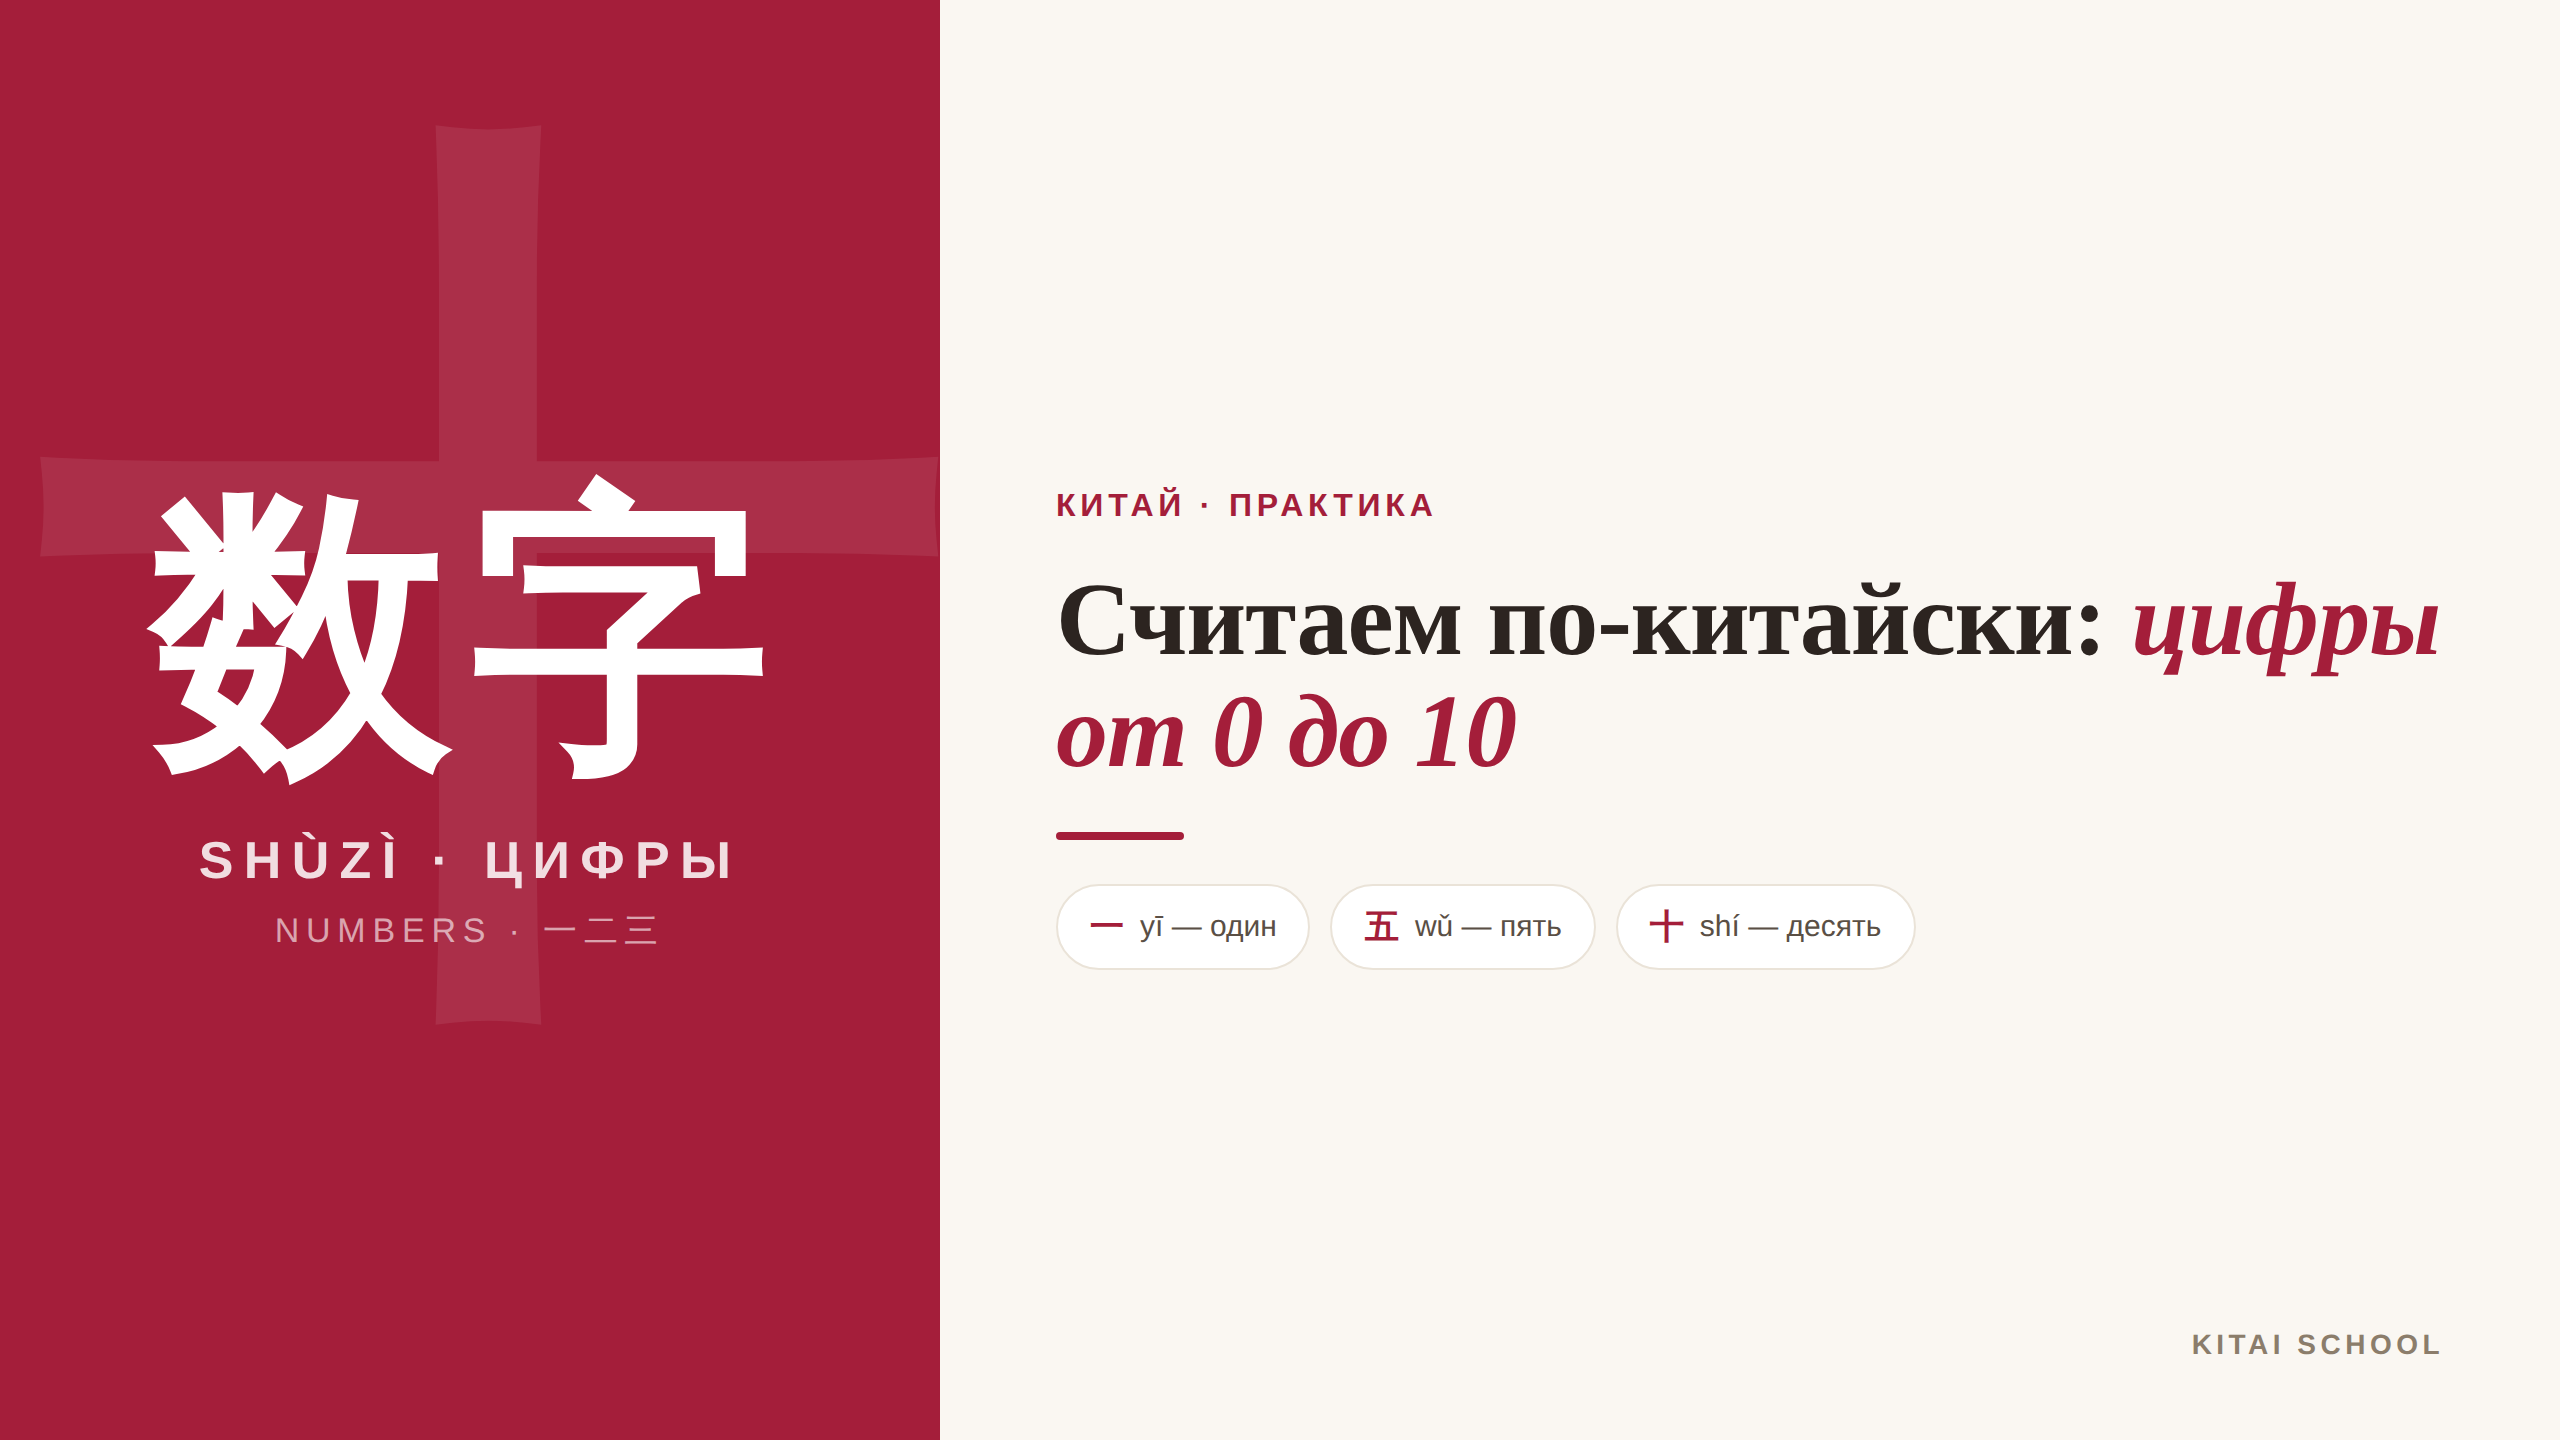 十
数字
SHÙZÌ · ЦИФРЫ
NUMBERS · 一二三
КИТАЙ · ПРАКТИКА
Считаем по-китайски: цифры
от 0 до 10
一 yī — один
五 wǔ — пять
十 shí — десять
KITAI SCHOOL